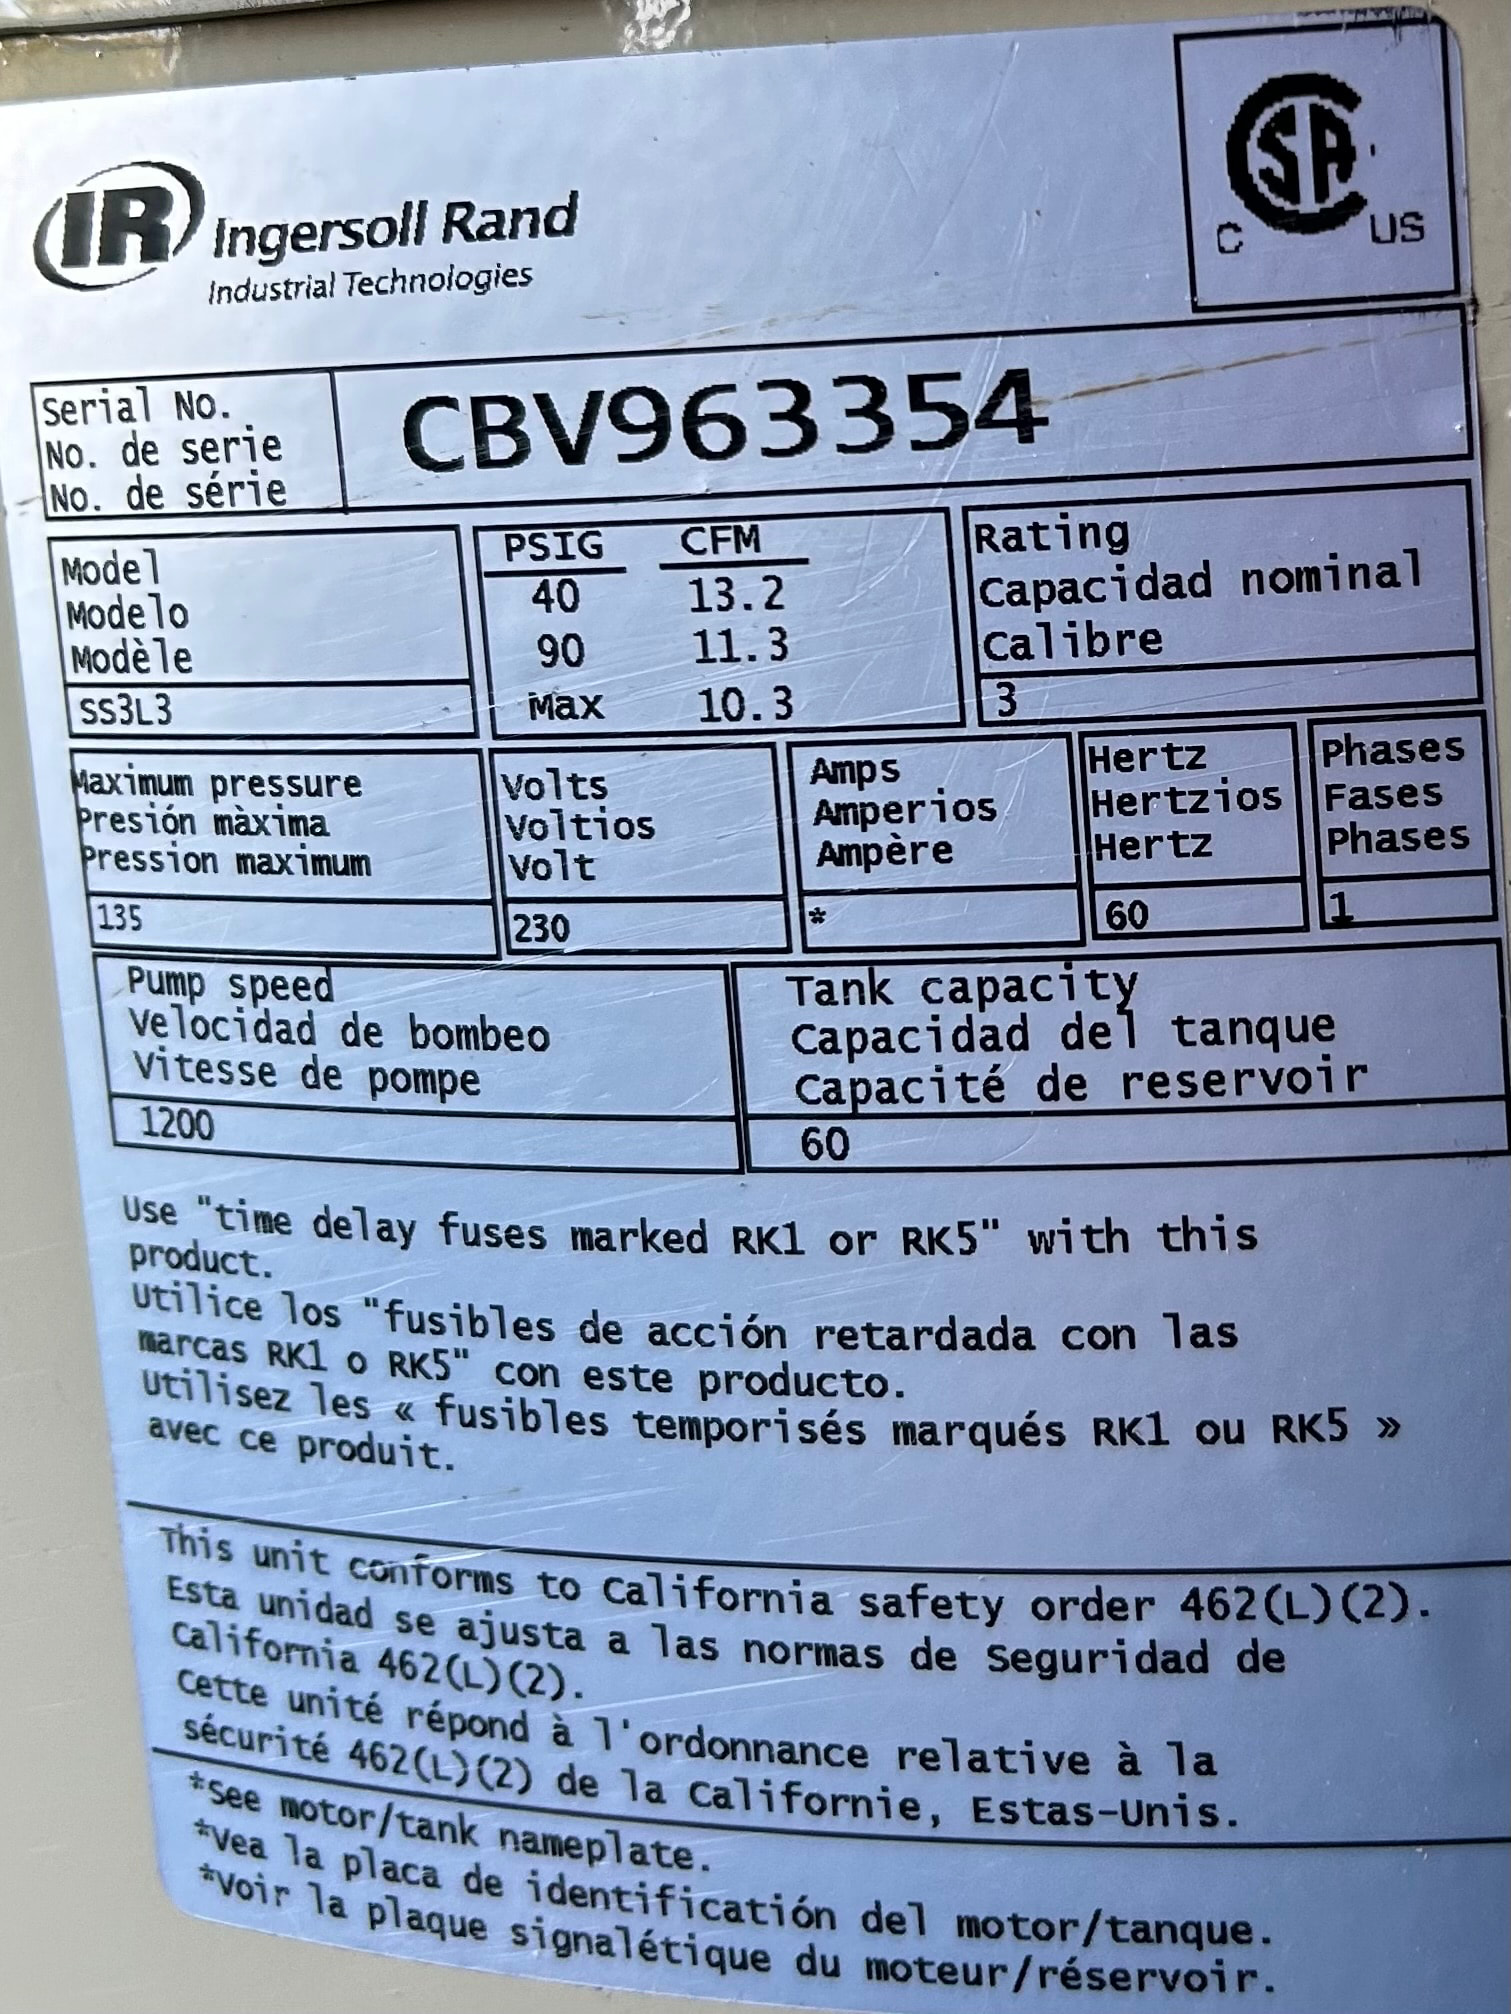 IR Ingersoll Rand
Industrial Technologies
CSA
C US
Serial No.
No. de serie
No. de série
CBV963354
Model
Modelo
Modèle
SS3L3
PSIG CFM
40 13.2
90 11.3
Max 10.3
Rating
Capacidad nominal
Calibre
3
Maximum pressure
Presión màxima
Pression maximum
135
Volts
Voltios
Volt
230
Amps
Amperios
Ampère
*
Hertz
Hertzios
Hertz
60
Phases
Fases
Phases
1
Pump speed
Velocidad de bombeo
Vitesse de pompe
1200
Tank capacity
Capacidad del tanque
Capacité de reservoir
60
Use "time delay fuses marked RK1 or RK5" with this
product.
Utilice los "fusibles de acción retardada con las
marcas RK1 o RK5" con este producto.
Utilisez les « fusibles temporisés marqués RK1 ou RK5 »
avec ce produit.
This unit conforms to California safety order 462(L)(2).
Esta unidad se ajusta a las normas de Seguridad de
California 462(L)(2).
Cette unité répond à l'ordonnance relative à la
sécurité 462(L)(2) de la Californie, Estas-Unis.
*See motor/tank nameplate.
*Vea la placa de identificación del motor/tanque.
*Voir la plaque signalétique du moteur/réservoir.